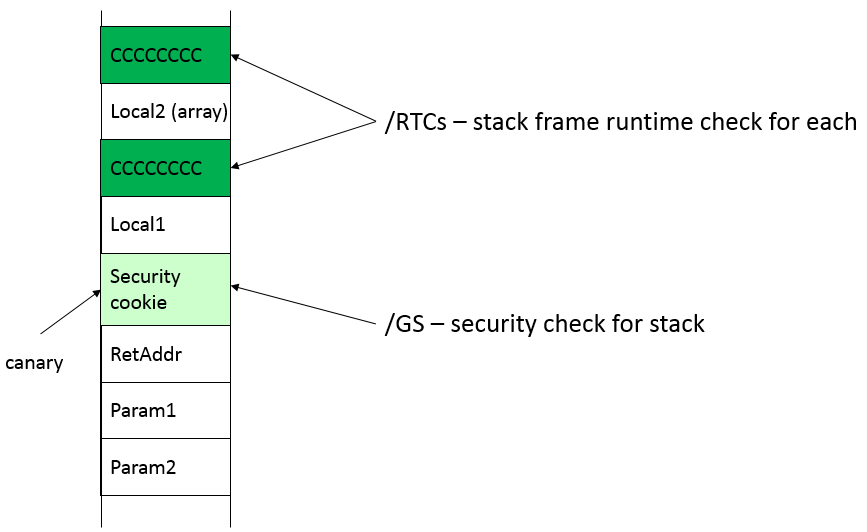 CCCCCCCC
Local2 (array)
/RTCs – stack frame runtime check for each
CCCCCCCC
Local1
Security
cookie
/GS – security check for stack
canary
RetAddr
Param1
Param2